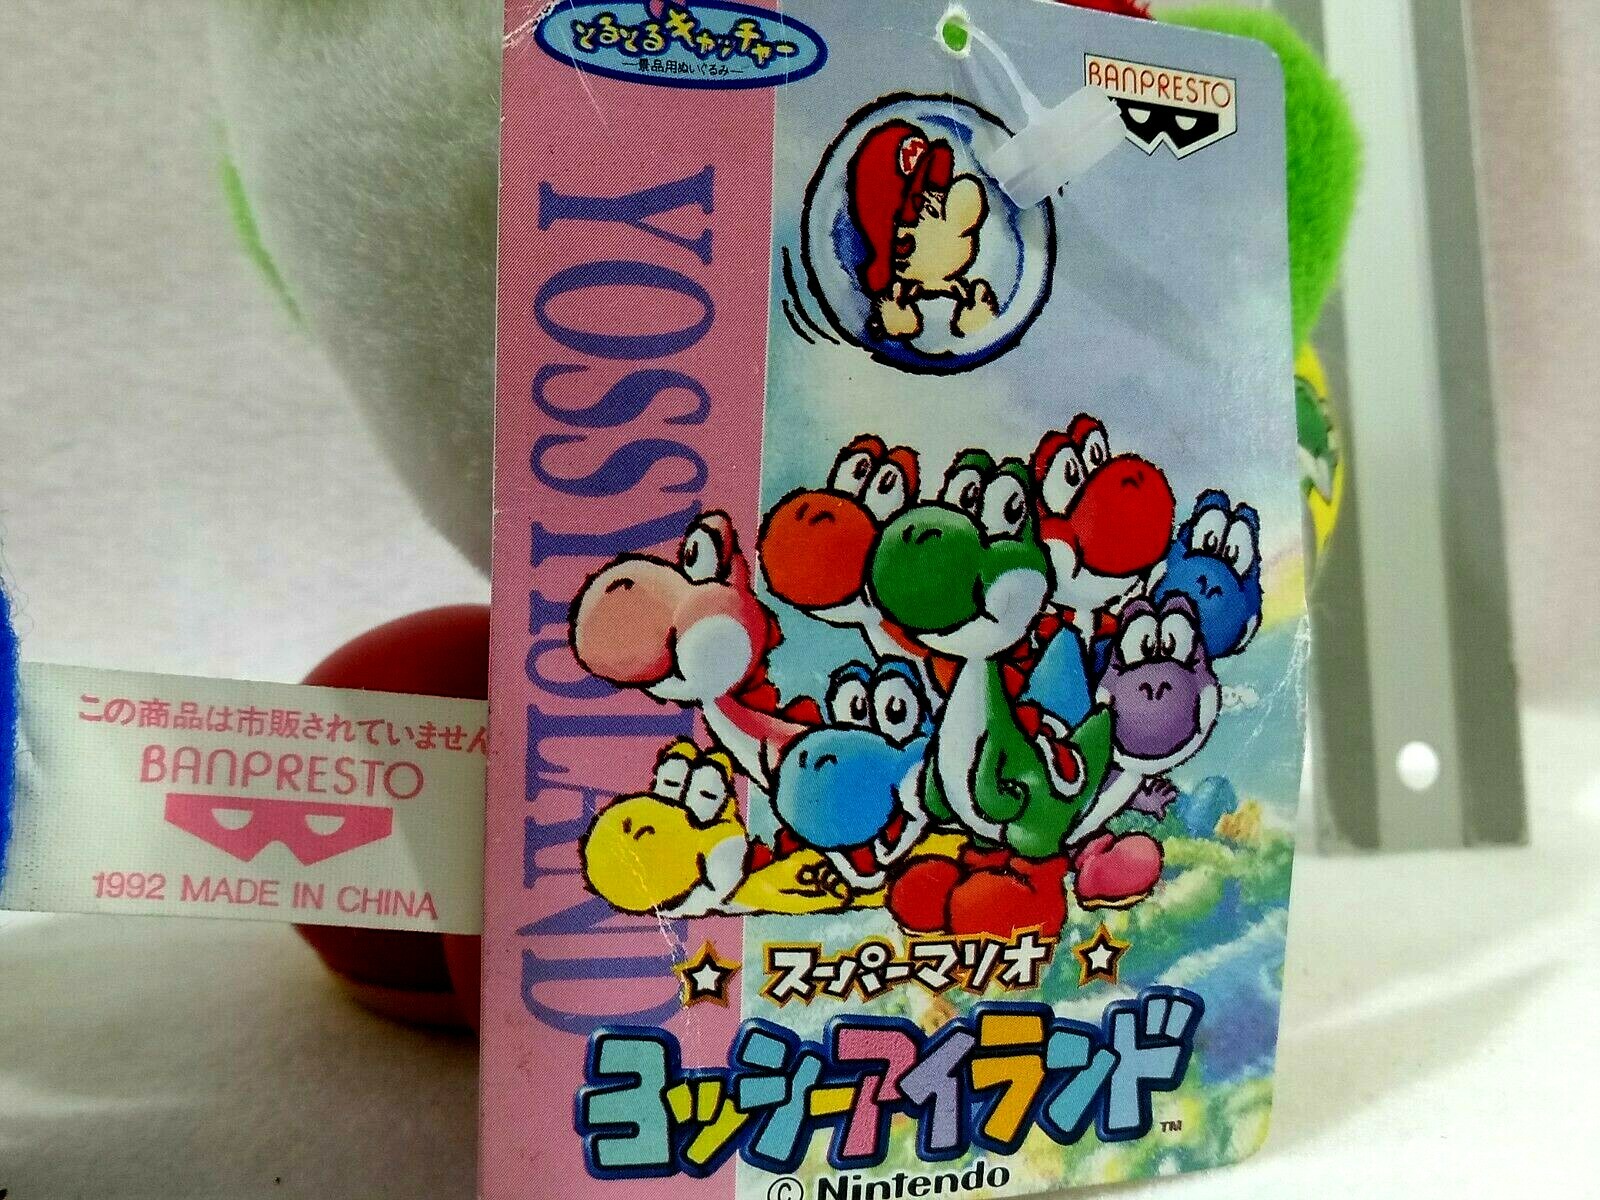 とるとるキャッチャー
—景品用ぬいぐるみ—
BANPRESTO
M
YOSSY ISLAND
スーパーマリオ
ヨッシーアイランド
TM
© Nintendo
この商品は市販されていません
BANPRESTO
1992 MADE IN CHINA